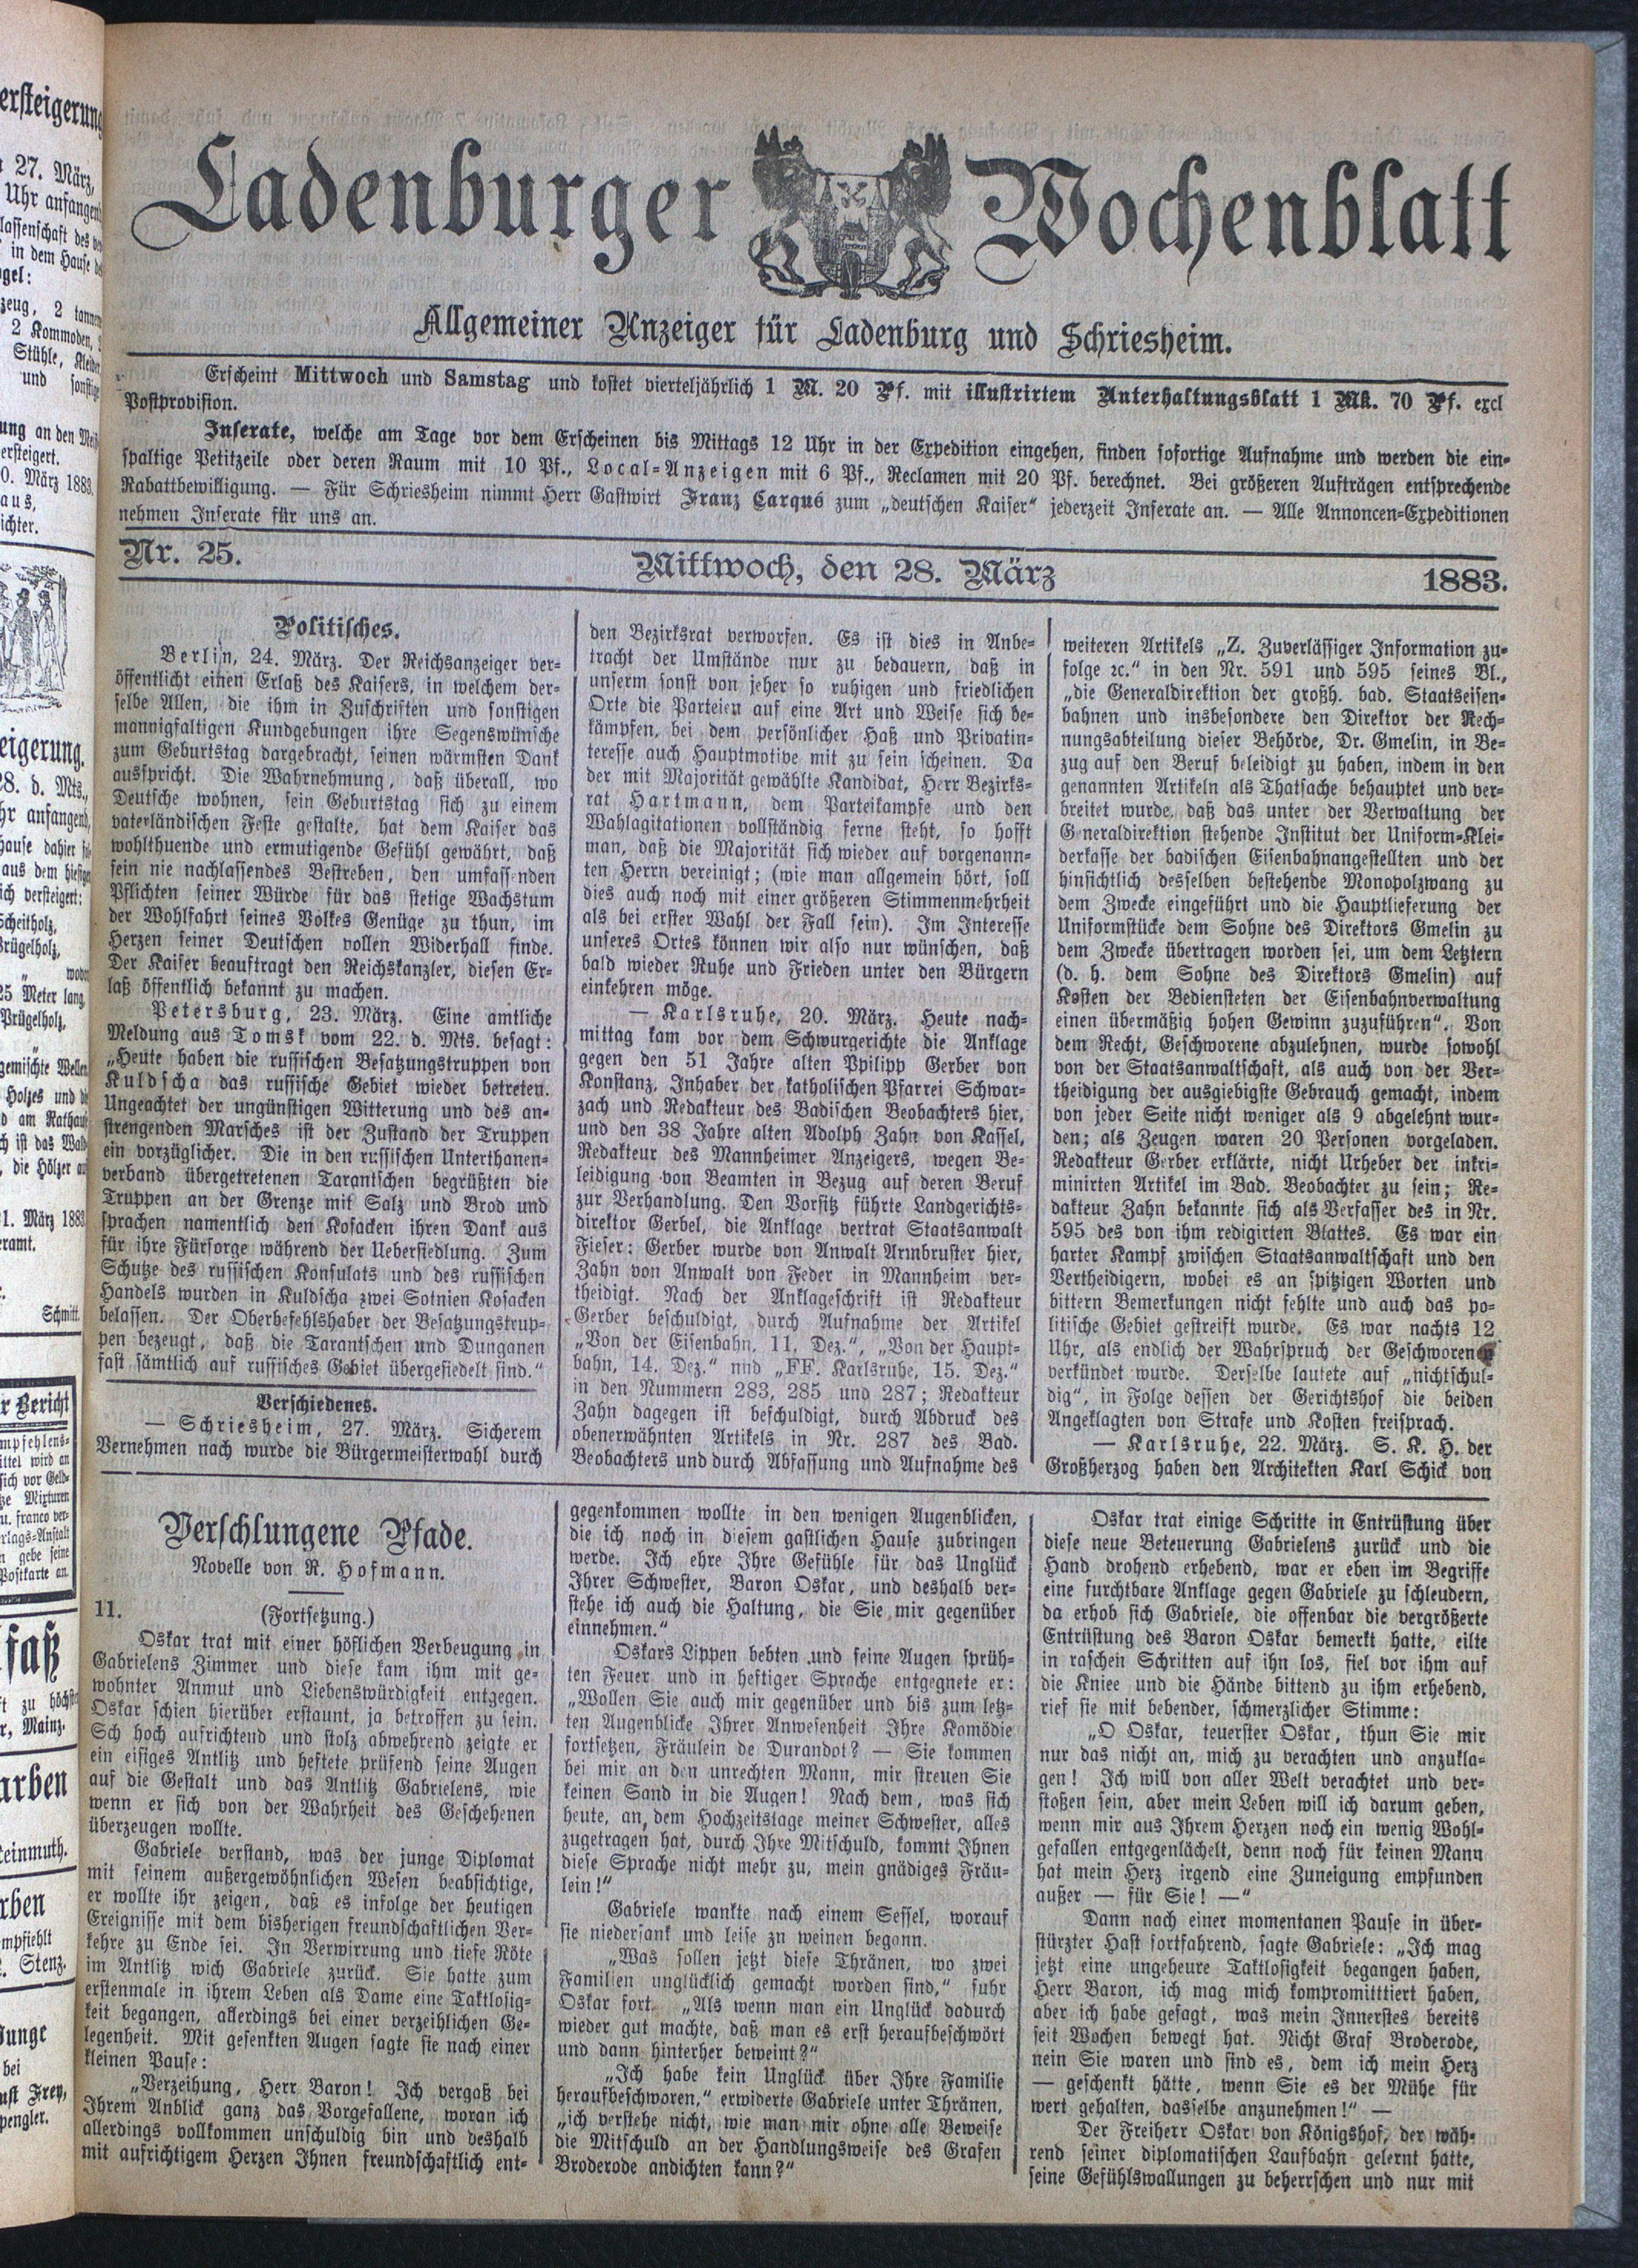 Ladenburger Wochenblatt
Allgemeiner Anzeiger für Ladenburg und Schriesheim.
Erscheint Mittwoch und Samstag und kostet vierteljährlich 1 M. 20 Pf. mit illustrirtem Unterhaltungsblatt 1 Mk. 70 Pf. excl
Postprovision.
Inserate, welche am Tage vor dem Erscheinen bis Mittags 12 Uhr in der Expedition eingehen, finden sofortige Aufnahme und werden die ein-
spaltige Petitzeile oder deren Raum mit 10 Pf., Local-Anzeigen mit 6 Pf., Reclamen mit 20 Pf. berechnet. Bei größeren Aufträgen entsprechende
Rabattbewilligung. — Für Schriesheim nimmt Herr Gastwirt Franz Carqué zum „deutschen Kaiser“ jederzeit Inserate an. — Alle Annoncen-Expeditionen
nehmen Inserate für uns an.
Nr. 25. Mittwoch, den 28. März 1883.
Politisches.
Berlin, 24. März. Der Reichsanzeiger ver-
öffentlicht einen Erlaß des Kaisers, in welchem der-
selbe Allen, die ihm in Zuschriften und sonstigen
mannigfaltigen Kundgebungen ihre Segenswünsche
zum Geburtstag dargebracht, seinen wärmsten Dank
ausspricht. Die Wahrnehmung, daß überall, wo
Deutsche wohnen, sein Geburtstag sich zu einem
vaterländischen Feste gestalte, hat dem Kaiser das
wohlthuende und ermutigende Gefühl gewährt, daß
sein nie nachlassendes Bestreben, den umfassenden
Pflichten seiner Würde für das stetige Wachstum
der Wohlfahrt seines Volkes Genüge zu thun, im
Herzen seiner Deutschen vollen Widerhall finde.
Der Kaiser beauftragt den Reichskanzler, diesen Er-
laß öffentlich bekannt zu machen.
Petersburg, 23. März. Eine amtliche
Meldung aus Tomsk vom 22. d. Mts. besagt:
„Heute haben die russischen Besatzungstruppen von
Kuldscha das russische Gebiet wieder betreten.
Ungeachtet der ungünstigen Witterung und des an-
strengenden Marsches ist der Zustand der Truppen
ein vorzüglicher. Die in den russischen Unterthanen-
verband übergetretenen Tarantschen begrüßten die
Truppen an der Grenze mit Salz und Brod und
sprachen namentlich den Kosacken ihren Dank aus
für ihre Fürsorge während der Uebersiedlung. Zum
Schutze des russischen Konsulats und des russischen
Handels wurden in Kuldscha zwei Sotnien Kosacken
belassen. Der Oberbefehlshaber der Besatzungstrup-
pen bezeugt, daß die Tarantschen und Dunganen
fast sämtlich auf russisches Gebiet übergesiedelt sind.“
Verschiedenes.
— Schriesheim, 27. März. Sicherem
Vernehmen nach wurde die Bürgermeisterwahl durch
den Bezirksrat verworfen. Es ist dies in Anbe-
tracht der Umstände nur zu bedauern, daß in
unserm sonst von jeher so ruhigen und friedlichen
Orte die Parteien auf eine Art und Weise sich be-
kämpfen, bei dem persönlicher Haß und Privatin-
teresse auch Hauptmotive mit zu sein scheinen. Da
der mit Majorität gewählte Kandidat, Herr Bezirks-
rat Hartmann, dem Parteikampfe und den
Wahlagitationen vollständig ferne steht, so hofft
man, daß die Majorität sich wieder auf vorgenann-
ten Herrn vereinigt; (wie man allgemein hört, soll
dies auch noch mit einer größeren Stimmenmehrheit
als bei erster Wahl der Fall sein). Im Interesse
unseres Ortes können wir also nur wünschen, daß
bald wieder Ruhe und Frieden unter den Bürgern
einkehren möge.
— Karlsruhe, 20. März. Heute nach-
mittag kam vor dem Schwurgerichte die Anklage
gegen den 51 Jahre alten Ppilipp Gerber von
Konstanz, Inhaber der katholischen Pfarrei Schwar-
zach und Redakteur des Badischen Beobachters hier,
und den 38 Jahre alten Adolph Zahn von Kassel,
Redakteur des Mannheimer Anzeigers, wegen Be-
leidigung von Beamten in Bezug auf deren Beruf
zur Verhandlung. Den Vorsitz führte Landgerichts-
direktor Gerbel, die Anklage vertrat Staatsanwalt
Fieser: Gerber wurde von Anwalt Armbruster hier,
Zahn von Anwalt von Feder in Mannheim ver-
theidigt. Nach der Anklageschrift ist Redakteur
Gerber beschuldigt, durch Aufnahme der Artikel
„Von der Eisenbahn, 11. Dez.“, „Von der Haupt-
bahn, 14. Dez.“ nnd „FF. Karlsruhe, 15. Dez.“
in den Nummern 283, 285 und 287; Redakteur
Zahn dagegen ist beschuldigt, durch Abdruck des
obenerwähnten Artikels in Nr. 287 des Bad.
Beobachters und durch Abfassung und Aufnahme des
weiteren Artikels „Z. Zuverlässiger Information zu-
folge ꝛc.“ in den Nr. 591 und 595 seines Bl.,
„die Generaldirektion der großh. bad. Staatseisen-
bahnen und insbesondere den Direktor der Rech-
nungsabteilung dieser Behörde, Dr. Gmelin, in Be-
zug auf den Beruf beleidigt zu haben, indem in den
genannten Artikeln als Thatsache behauptet und ver-
breitet wurde, daß das unter der Verwaltung der
Generaldirektion stehende Institut der Uniform-Klei-
derkasse der badischen Eisenbahnangestellten und der
hinsichtlich desselben bestehende Monopolzwang zu
dem Zwecke eingeführt und die Hauptlieferung der
Uniformstücke dem Sohne des Direktors Gmelin zu
dem Zwecke übertragen worden sei, um dem Letztern
(d. h. dem Sohne des Direktors Gmelin) auf
Kosten der Bediensteten der Eisenbahnverwaltung
einen übermäßig hohen Gewinn zuzuführen“. Von
dem Recht, Geschworene abzulehnen, wurde sowohl
von der Staatsanwaltschaft, als auch von der Ver-
theidigung der ausgiebigste Gebrauch gemacht, indem
von jeder Seite nicht weniger als 9 abgelehnt wur-
den; als Zeugen waren 20 Personen vorgeladen.
Redakteur Gerber erklärte, nicht Urheber der inkri-
minirten Artikel im Bad. Beobachter zu sein; Re-
dakteur Zahn bekannte sich als Verfasser des in Nr.
595 des von ihm redigirten Blattes. Es war ein
harter Kampf zwischen Staatsanwaltschaft und den
Vertheidigern, wobei es an spitzigen Worten und
bittern Bemerkungen nicht fehlte und auch das po-
litische Gebiet gestreift wurde. Es war nachts 12
Uhr, als endlich der Wahrspruch der Geschworenen
verkündet wurde. Derselbe lautete auf „nichtschul-
dig“, in Folge dessen der Gerichtshof die beiden
Angeklagten von Strafe und Kosten freisprach.
— Karlsruhe, 22. März. S. K. H. der
Großherzog haben den Architekten Karl Schick von
Verschlungene Pfade.
Novelle von R. Hofmann.
11. (Fortsetzung.)
Oskar trat mit einer höflichen Verbeugung in
Gabrielens Zimmer und diese kam ihm mit ge-
wohnter Anmut und Liebenswürdigkeit entgegen.
Oskar schien hierüber erstaunt, ja betroffen zu sein.
Sch hoch aufrichtend und stolz abwehrend zeigte er
ein eisiges Antlitz und heftete prüfend seine Augen
auf die Gestalt und das Antlitz Gabrielens, wie
wenn er sich von der Wahrheit des Geschehenen
überzeugen wollte.
Gabriele verstand, was der junge Diplomat
mit seinem außergewöhnlichen Wesen beabsichtige,
er wollte ihr zeigen, daß es infolge der heutigen
Ereignisse mit dem bisherigen freundschaftlichen Ver-
kehre zu Ende sei. In Verwirrung und tiefe Röte
im Antlitz wich Gabriele zurück. Sie hatte zum
erstenmale in ihrem Leben als Dame eine Taktlosig-
keit begangen, allerdings bei einer verzeihlichen Ge-
legenheit. Mit gesenkten Augen sagte sie nach einer
kleinen Pause:
„Verzeihung, Herr Baron! Ich vergaß bei
Ihrem Anblick ganz das Vorgefallene, woran ich
allerdings vollkommen unschuldig bin und deshalb
mit aufrichtigem Herzen Ihnen freundschaftlich ent-
gegenkommen wollte in den wenigen Augenblicken,
die ich noch in diesem gastlichen Hause zubringen
werde. Ich ehre Ihre Gefühle für das Unglück
Ihrer Schwester, Baron Oskar, und deshalb ver-
stehe ich auch die Haltung, die Sie mir gegenüber
einnehmen.“
Oskars Lippen bebten und seine Augen sprüh-
ten Feuer und in heftiger Sprache entgegnete er:
„Wollen Sie auch mir gegenüber und bis zum letz-
ten Augenblicke Ihrer Anwesenheit Ihre Komödie
fortsetzen, Fräulein de Durandot? — Sie kommen
bei mir an den unrechten Mann, mir streuen Sie
keinen Sand in die Augen! Nach dem, was sich
heute, an dem Hochzeitstage meiner Schwester, alles
zugetragen hat, durch Ihre Mitschuld, kommt Ihnen
diese Sprache nicht mehr zu, mein gnädiges Fräu-
lein!“
Gabriele wankte nach einem Sessel, worauf
sie niedersank und leise zu weinen begann.
„Was sollen jetzt diese Thränen, wo zwei
Familien unglücklich gemacht worden sind,“ fuhr
Oskar fort. „Als wenn man ein Unglück dadurch
wieder gut machte, daß man es erst heraufbeschwört
und dann hinterher beweint?“
„Ich habe kein Unglück über Ihre Familie
heraufbeschworen,“ erwiderte Gabriele unter Thränen,
„ich verstehe nicht, wie man mir ohne alle Beweise
die Mitschuld an der Handlungsweise des Grafen
Broderode andichten kann?“
Oskar trat einige Schritte in Entrüstung über
diese neue Beteuerung Gabrielens zurück und die
Hand drohend erhebend, war er eben im Begriffe
eine furchtbare Anklage gegen Gabriele zu schleudern,
da erhob sich Gabriele, die offenbar die vergrößerte
Entrüstung des Baron Oskar bemerkt hatte, eilte
in raschen Schritten auf ihn los, fiel vor ihm auf
die Kniee und die Hände bittend zu ihm erhebend,
rief sie mit bebender, schmerzlicher Stimme:
„O Oskar, teuerster Oskar, thun Sie mir
nur das nicht an, mich zu verachten und anzukla-
gen! Ich will von aller Welt verachtet und ver-
stoßen sein, aber mein Leben will ich darum geben,
wenn mir aus Ihrem Herzen noch ein wenig Wohl-
gefallen entgegenlächelt, denn noch für keinen Mann
hat mein Herz irgend eine Zuneigung empfunden
außer — für Sie! —“
Dann nach einer momentanen Pause in über-
stürzter Hast fortfahrend, sagte Gabriele: „Ich mag
jetzt eine ungeheure Taktlosigkeit begangen haben,
Herr Baron, ich mag mich kompromitttiert haben,
aber ich habe gesagt, was mein Innerstes bereits
seit Wochen bewegt hat. Nicht Graf Broderode,
nein Sie waren und sind es, dem ich mein Herz
— geschenkt hätte, wenn Sie es der Mühe für
wert gehalten, dasselbe anzunehmen!“ —
Der Freiherr Oskar von Königshof, der wäh-
rend seiner diplomatischen Laufbahn gelernt hatte,
seine Gefühlswallungen zu beherrschen und nur mit